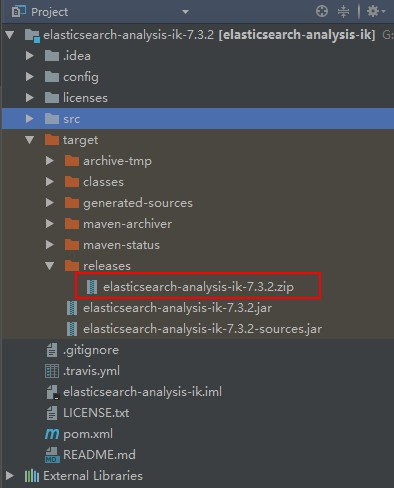 Project
elasticsearch-analysis-ik-7.3.2 [elasticsearch-analysis-ik] G:
.idea
config
licenses
src
target
archive-tmp
classes
generated-sources
maven-archiver
maven-status
releases
elasticsearch-analysis-ik-7.3.2.zip
elasticsearch-analysis-ik-7.3.2.jar
elasticsearch-analysis-ik-7.3.2-sources.jar
.gitignore
.travis.yml
elasticsearch-analysis-ik.iml
LICENSE.txt
pom.xml
README.md
External Libraries